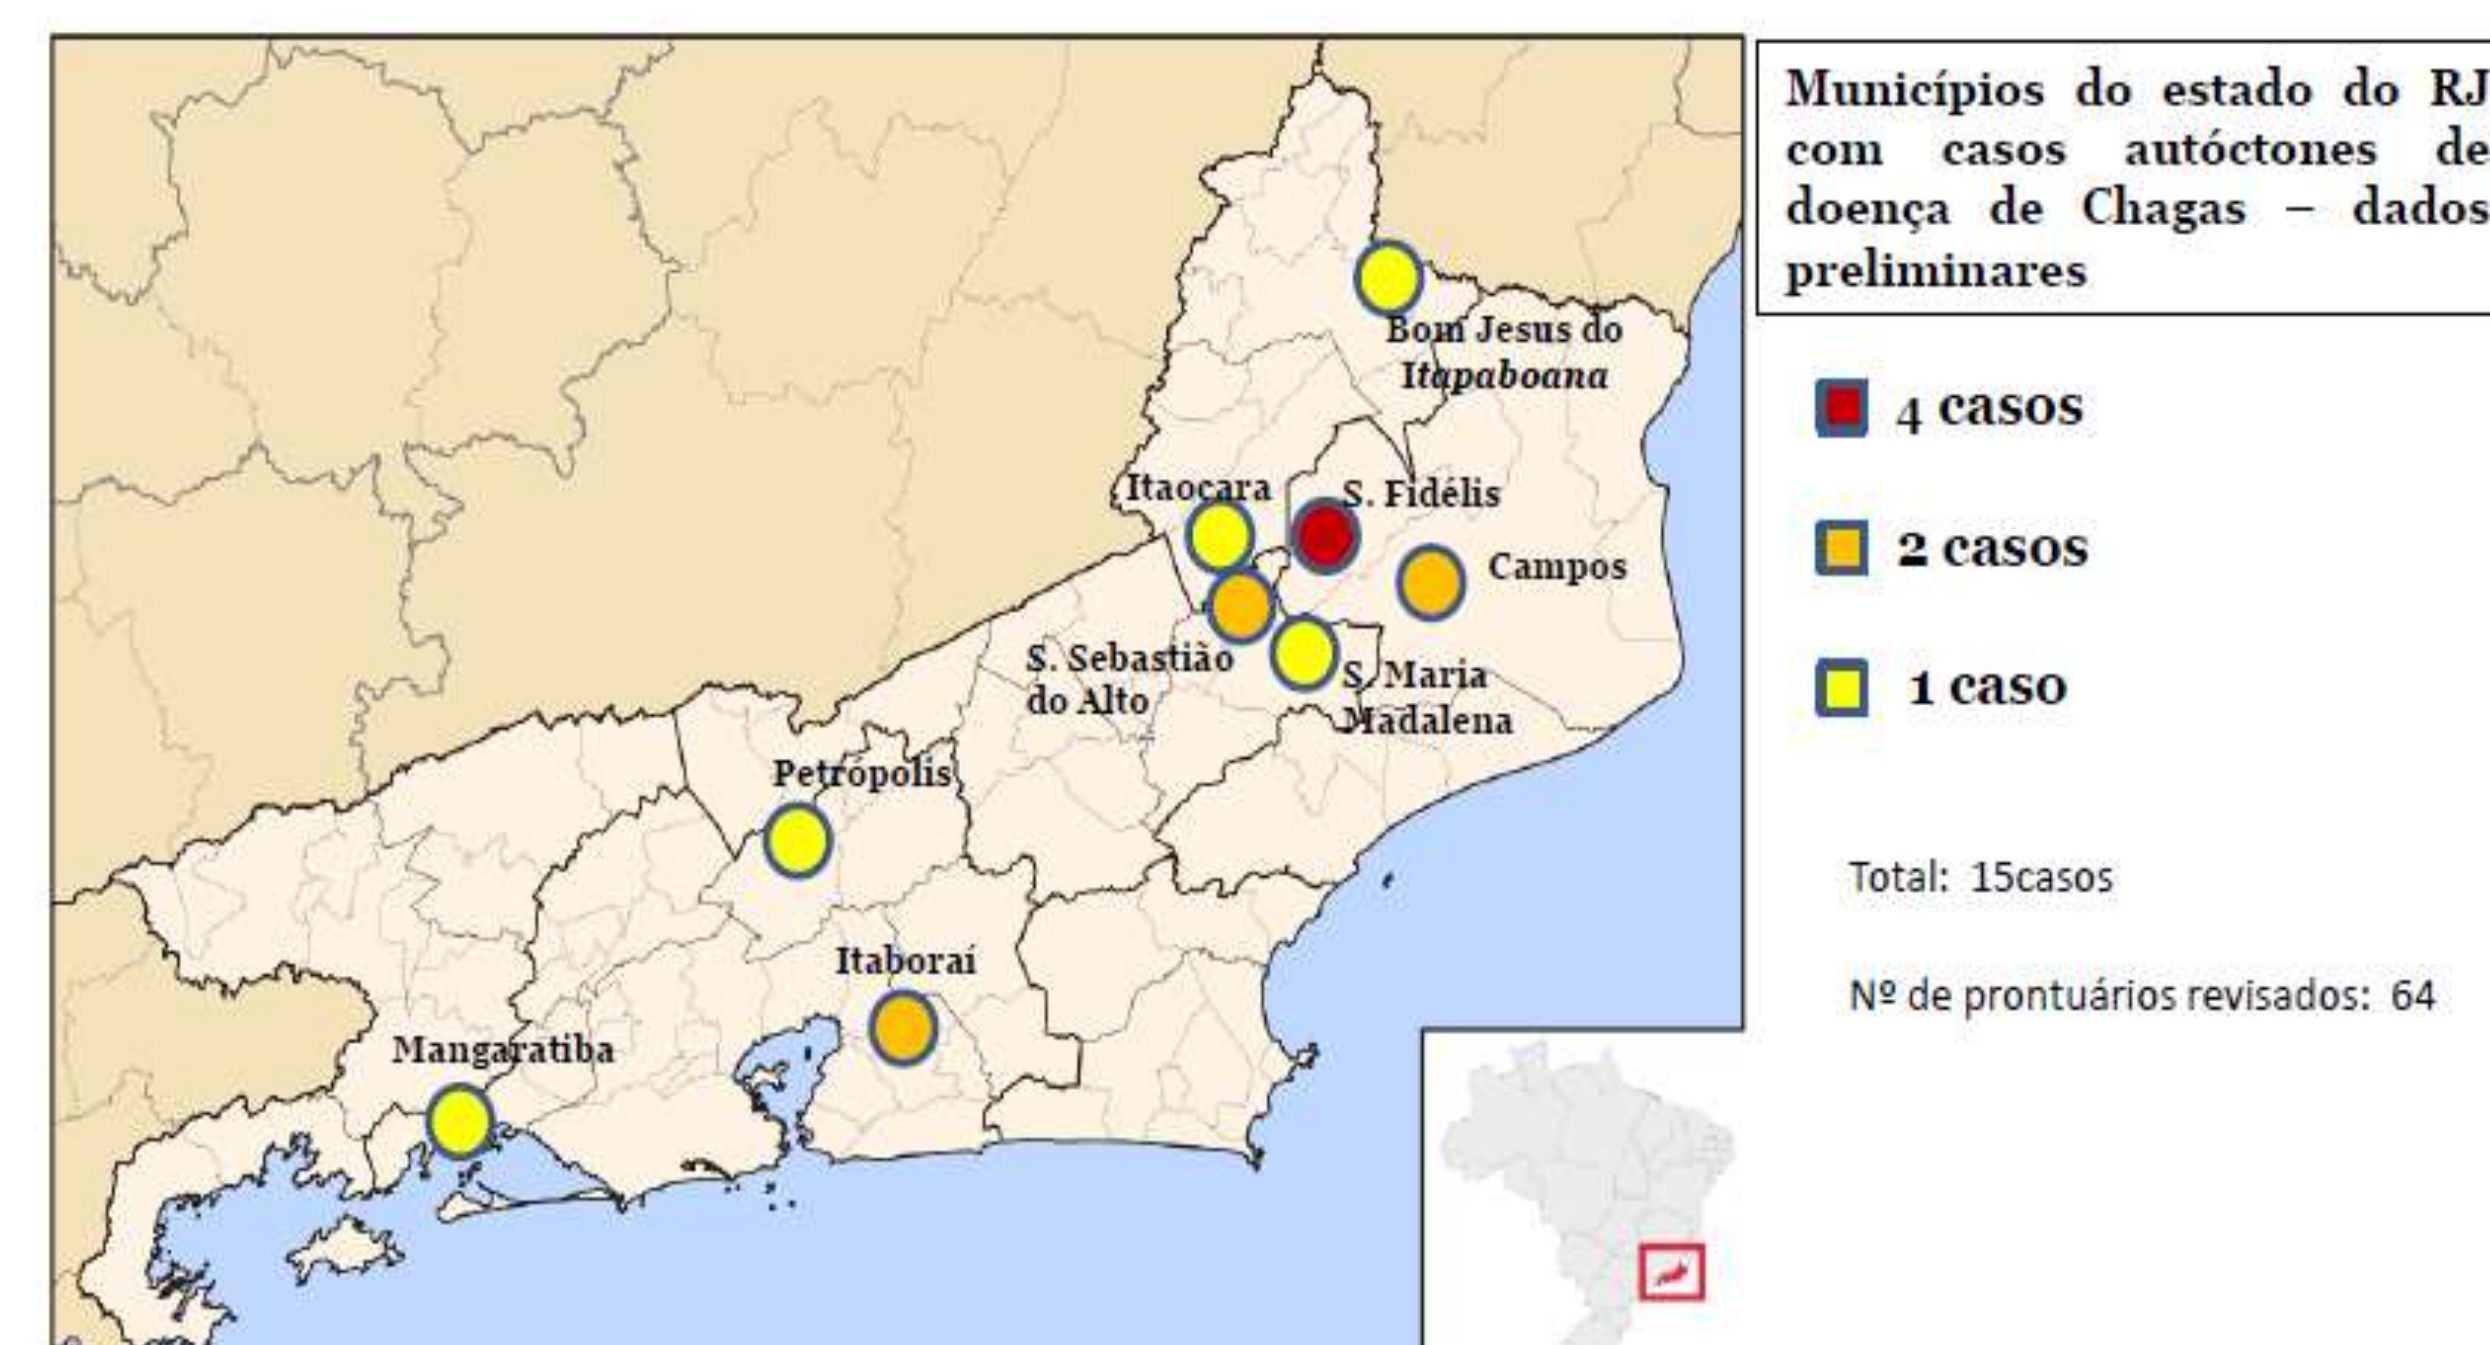 Municípios do estado do RJ
com casos autóctones de
doença de Chagas – dados
preliminares
4 casos
2 casos
1 caso
Total: 15casos
Nº de prontuários revisados: 64
Bom Jesus do
Itapaboana
Itaocara
S. Fidélis
Campos
S. Sebastião
do Alto
S. Maria
Madalena
Petrópolis
Itaboraí
Mangaratiba